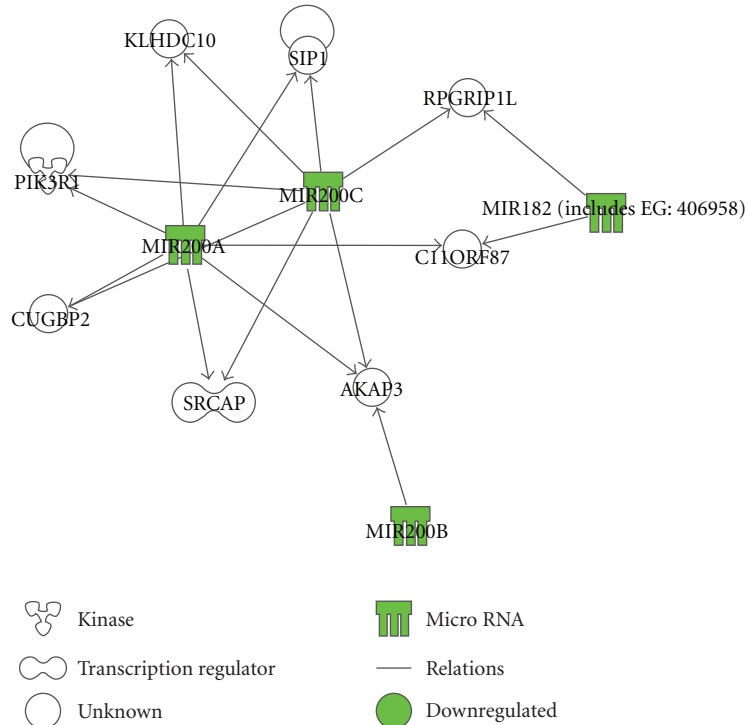 KLHDC10
SIP1
RPGRIP1L
PIK3R1
MIR200C
MIR182 (includes EG: 406958)
MIR200A
C11ORF87
CUGBP2
SRCAP
AKAP3
MIR200B
Kinase
Micro RNA
Transcription regulator
Relations
Unknown
Downregulated